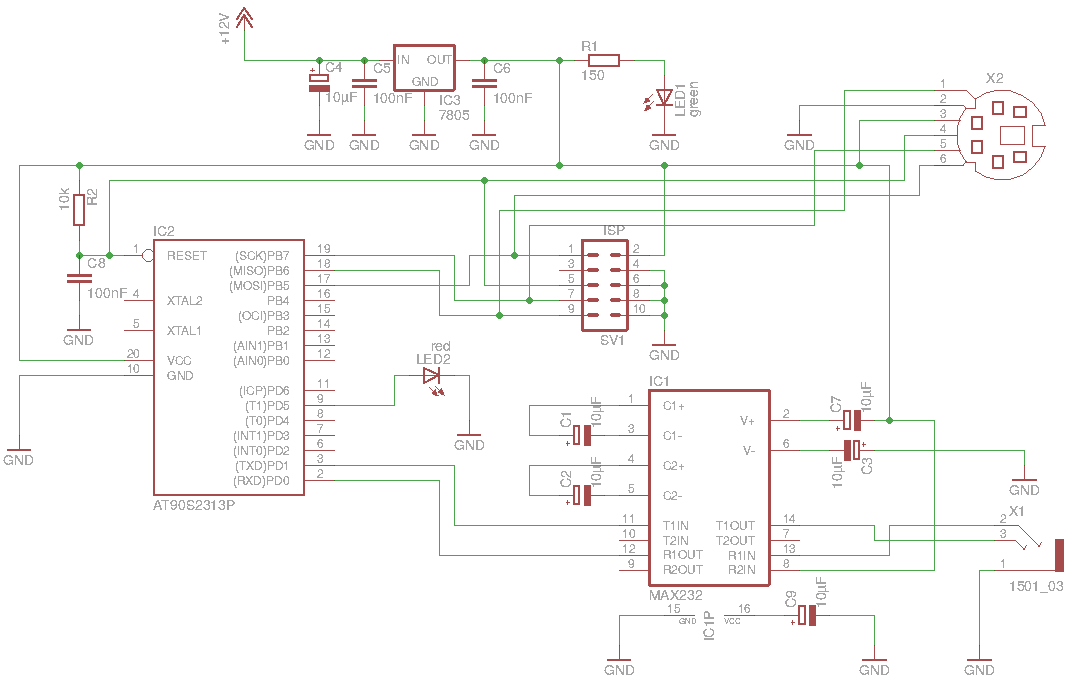 +12V
C4
10µF
C5
100nF
IN OUT
GND
IC3
7805
C6
100nF
R1
150
LED1
green
GND
GND
GND
GND
GND
GND
X2
1
2
3
4
5
6
10k
R2
C8
100nF
GND
GND
IC2
1 RESET
4 XTAL2
5 XTAL1
20 VCC
10 GND
(SCK)PB7 19
(MISO)PB6 18
(MOSI)PB5 17
PB4 16
(OCI)PB3 15
PB2 14
(AIN1)PB1 13
(AIN0)PB0 12
(ICP)PD6 11
(T1)PD5 9
(T0)PD4 8
(INT1)PD3 7
(INT0)PD2 6
(TXD)PD1 3
(RXD)PD0 2
AT90S2313P
red
LED2
GND
ISP
1 2
3 4
5 6
7 8
9 10
SV1
GND
IC1
1 C1+
3 C1-
4 C2+
5 C2-
11 T1IN
10 T2IN
12 R1OUT
9 R2OUT
V+ 2
V- 6
T1OUT 14
T2OUT 7
R1IN 13
R2IN 8
MAX232
C1
10µF
C2
10µF
C7
10µF
C3
10µF
GND
X1
2
3
1
1501_03
GND
15 GND
IC1P
16 VCC
C9
10µF
GND
GND